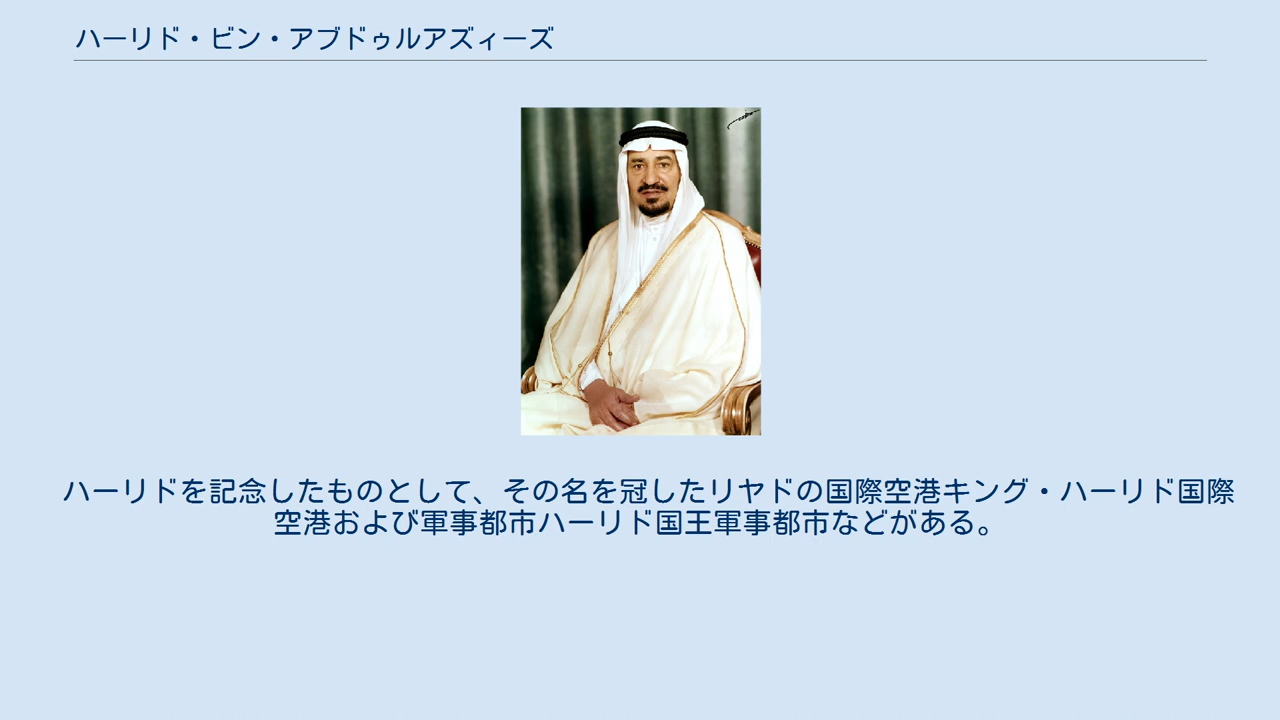 ハーリド・ビン・アブドゥルアズィーズ
ハーリドを記念したものとして、その名を冠したリヤドの国際空港キング・ハーリド国際
空港および軍事都市ハーリド国王軍事都市などがある。